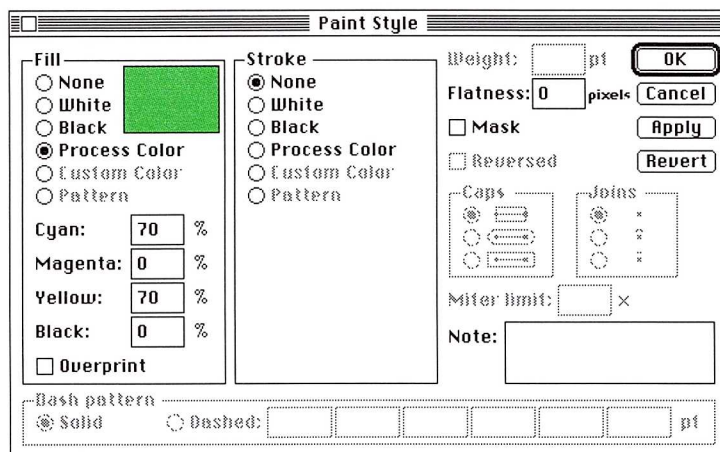 Paint Style
Fill
None
White
Black
Process Color
Custom Color
Pattern
Cyan: 70 %
Magenta: 0 %
Yellow: 70 %
Black: 0 %
Overprint
Stroke
None
White
Black
Process Color
Custom Color
Pattern
Weight: pt
Flatness: 0 pixels
Mask
Reversed
Caps
Joins
Miter limit: x
Note:
OK
Cancel
Apply
Revert
Dash pattern
Solid Dashed: pt